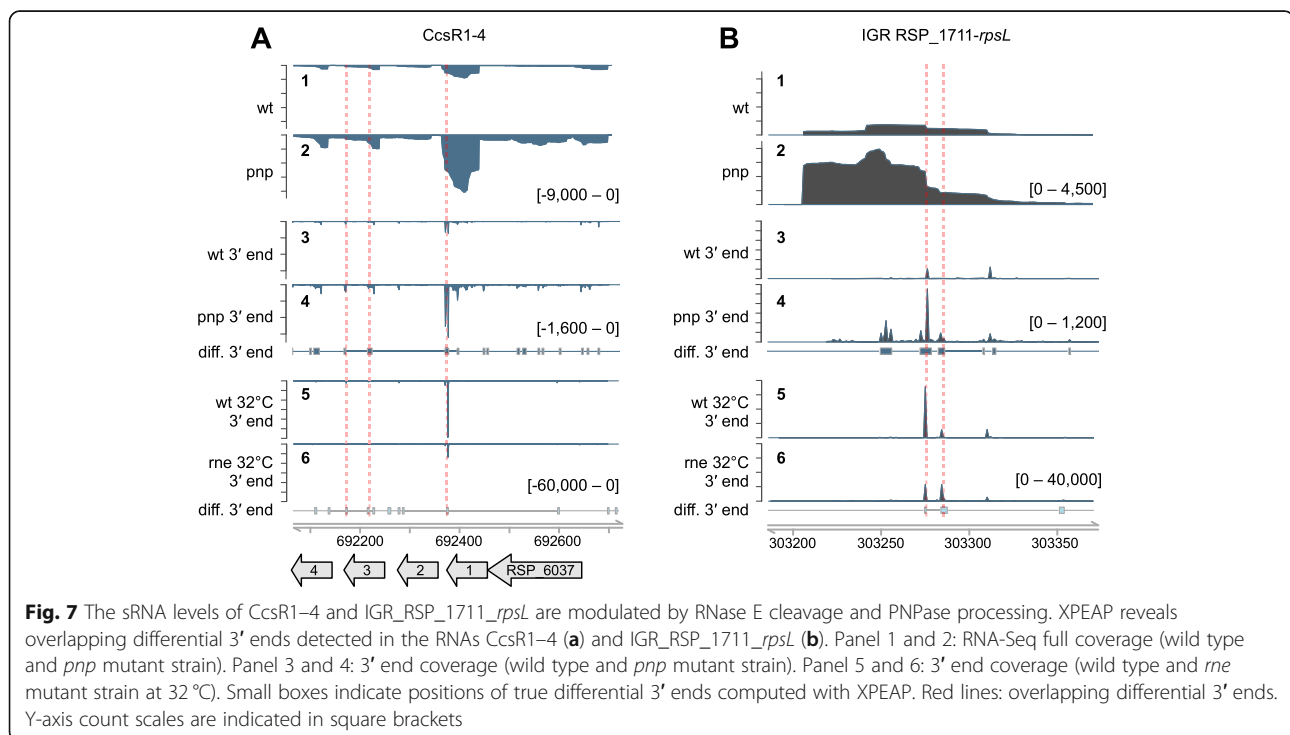 A
CcsR1-4
1
wt
2
pnp
[-9,000 – 0]
3
wt 3′ end
4
pnp 3′ end
[-1,600 – 0]
diff. 3′ end
5
wt 32°C
3′ end
6
rne 32°C
3′ end
[-60,000 – 0]
diff. 3′ end
692200
692400
692600
4
3
2
1
RSP_6037
B
IGR RSP_1711-rpsL
1
wt
2
pnp
[0 – 4,500]
3
wt 3′ end
4
pnp 3′ end
[0 – 1,200]
diff. 3′ end
5
wt 32°C
3′ end
6
rne 32°C
3′ end
[0 – 40,000]
diff. 3′ end
303200
303250
303300
303350
Fig. 7 The sRNA levels of CcsR1–4 and IGR_RSP_1711_rpsL are modulated by RNase E cleavage and PNPase processing. XPEAP reveals
overlapping differential 3′ ends detected in the RNAs CcsR1–4 (a) and IGR_RSP_1711_rpsL (b). Panel 1 and 2: RNA-Seq full coverage (wild type
and pnp mutant strain). Panel 3 and 4: 3′ end coverage (wild type and pnp mutant strain). Panel 5 and 6: 3′ end coverage (wild type and rne
mutant strain at 32 °C). Small boxes indicate positions of true differential 3′ ends computed with XPEAP. Red lines: overlapping differential 3′ ends.
Y-axis count scales are indicated in square brackets